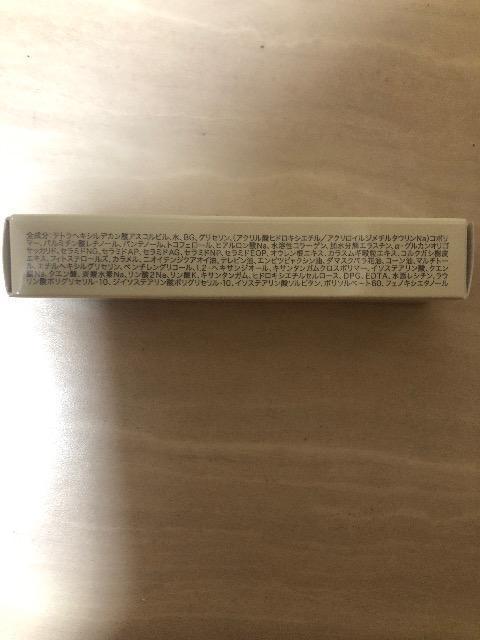 全成分:テトラヘキシルデカン酸アスコルビル、水、BG、グリセリン、(アクリル酸ヒドロキシエチル/アクリロイルジメチルタウリンNa)コポリ
マー、パルミチン酸レチノール、パンテノール、トコフェロール、ヒアルロン酸Na、水溶性コラーゲン、加水分解エラスチン、α-グルカンオリゴ
サッカリド、セラミドNG、セラミドAP、セラミドAG、セラミドNP、セラミドEOP、オウレン根エキス、カラスムギ穀粒エキス、コルクガシ樹皮
エキス、フィトステロールズ、カラメル、ニオイテンジクアオイ油、テレビン油、エンピツビャクシン油、ダマスクバラ花油、コーン油、マルチトー
ル、エチルヘキシルグリセリン、ペンチレングリコール、1,2-ヘキサンジオール、キサンタンガムクロスポリマー、イソステアリン酸、クエン
酸Na、クエン酸、炭酸水素Na、リン酸2Na、リン酸K、キサンタンガム、ヒドロキシエチルセルロース、DPG、EDTA、水添レシチン、ラウ
リン酸ポリグリセリル-10、ジイソステアリン酸ポリグリセリル-10、イソステアリン酸ソルビタン、ポリソルベート60、フェノキシエタノール